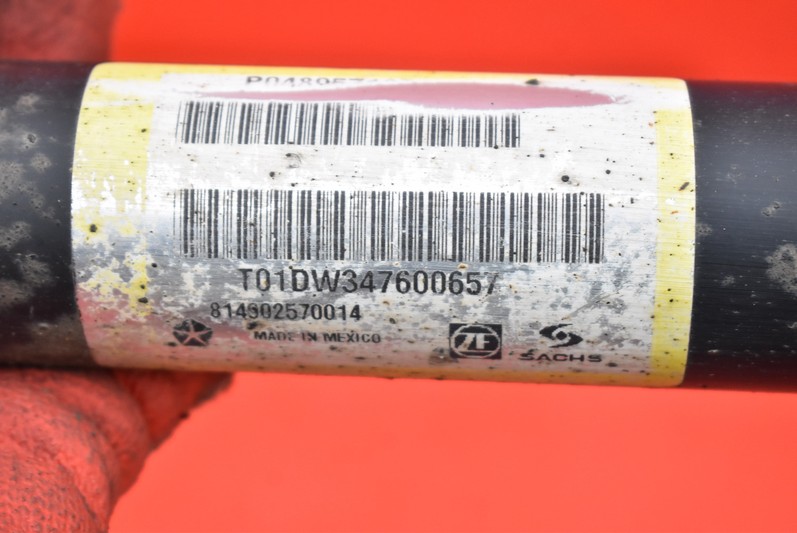 T01DW347600657
814902570014
MADE IN MEXICO
ZF
SACHS